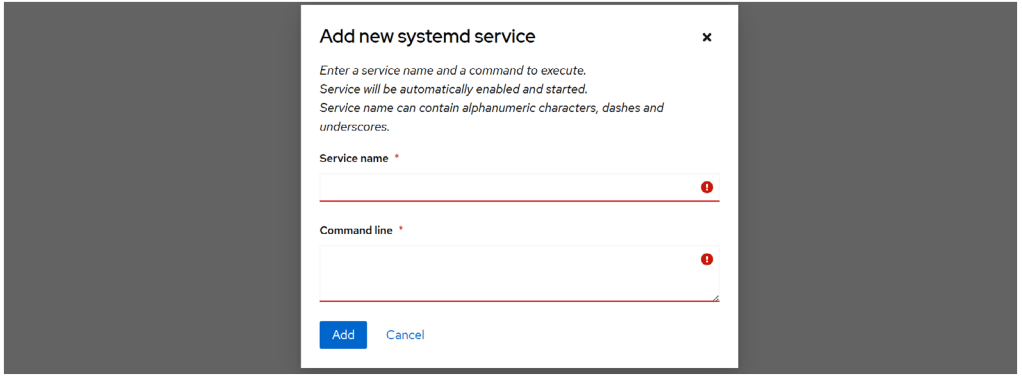 Add new systemd service
Enter a service name and a command to execute.
Service will be automatically enabled and started.
Service name can contain alphanumeric characters, dashes and
underscores.
Service name *
Command line *
Add Cancel